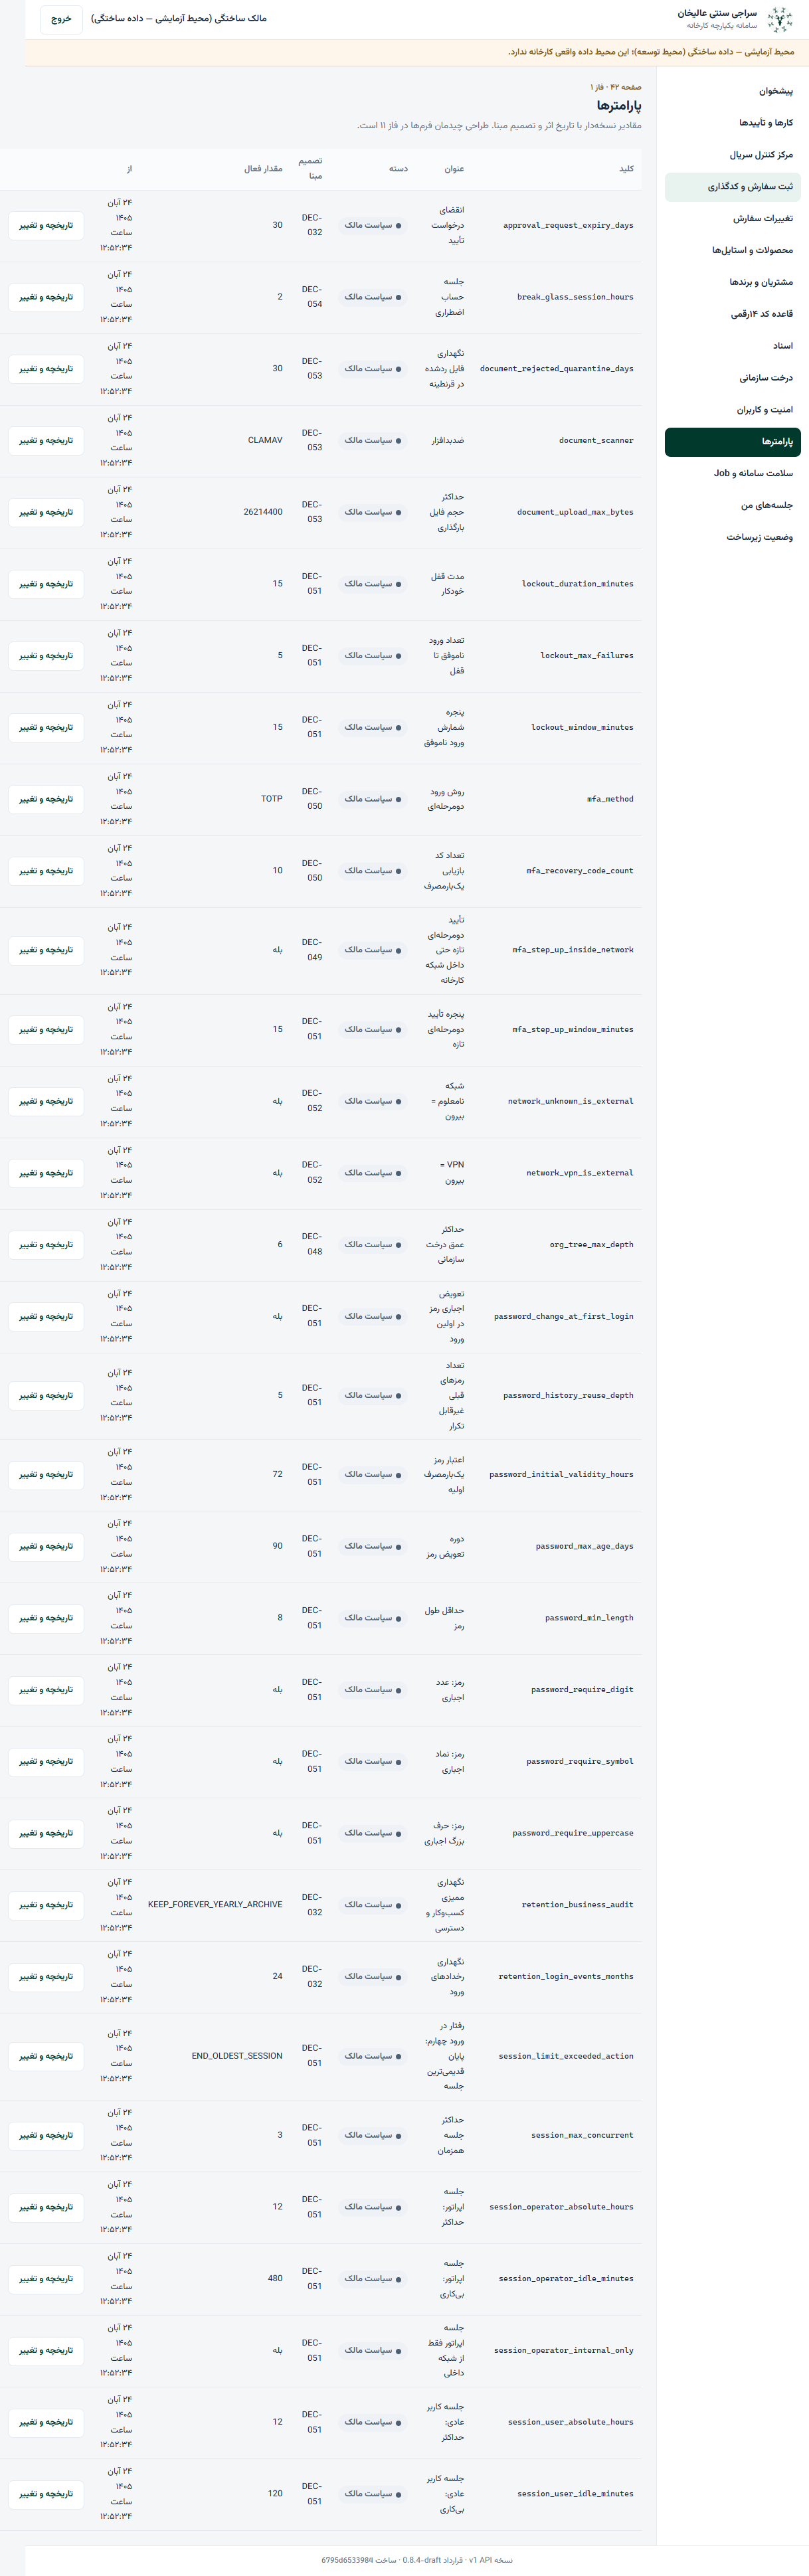 سراجی سنتی عالیخان
سامانه یکپارچه کارخانه
مالک ساختگی (محیط آزمایشی — داده ساختگی)
خروج
محیط آزمایشی — داده ساختگی (محیط توسعه)؛ این محیط داده واقعی کارخانه ندارد.
پیشخوان
کارها و تأییدها
مرکز کنترل سریال
ثبت سفارش و کدگذاری
تغییرات سفارش
محصولات و استایل‌ها
مشتریان و برندها
قاعده کد ۱۴رقمی
اسناد
درخت سازمانی
امنیت و کاربران
پارامترها
سلامت سامانه و Job
جلسه‌های من
وضعیت زیرساخت
صفحه ۴۲ · فاز ۱
پارامترها
مقادیر نسخه‌دار با تاریخ اثر و تصمیم مبنا. طراحی چیدمان فرم‌ها در فاز ۱۱ است.
کلید عنوان دسته تصمیم مبنا مقدار فعال از
approval_request_expiry_days انقضای درخواست تأیید سیاست مالک DEC-032 30 ۲۴ آبان ۱۴۰۵ ساعت ۱۲:۵۲:۳۴ تاریخچه و تغییر
break_glass_session_hours جلسه حساب اضطراری سیاست مالک DEC-054 2 ۲۴ آبان ۱۴۰۵ ساعت ۱۲:۵۲:۳۴ تاریخچه و تغییر
document_rejected_quarantine_days نگهداری فایل ردشده در قرنطینه سیاست مالک DEC-053 30 ۲۴ آبان ۱۴۰۵ ساعت ۱۲:۵۲:۳۴ تاریخچه و تغییر
document_scanner ضدبدافزار سیاست مالک DEC-053 CLAMAV ۲۴ آبان ۱۴۰۵ ساعت ۱۲:۵۲:۳۴ تاریخچه و تغییر
document_upload_max_bytes حداکثر حجم فایل بارگذاری سیاست مالک DEC-053 26214400 ۲۴ آبان ۱۴۰۵ ساعت ۱۲:۵۲:۳۴ تاریخچه و تغییر
lockout_duration_minutes مدت قفل خودکار سیاست مالک DEC-051 15 ۲۴ آبان ۱۴۰۵ ساعت ۱۲:۵۲:۳۴ تاریخچه و تغییر
lockout_max_failures تعداد ورود ناموفق تا قفل سیاست مالک DEC-051 5 ۲۴ آبان ۱۴۰۵ ساعت ۱۲:۵۲:۳۴ تاریخچه و تغییر
lockout_window_minutes پنجره شمارش ورود ناموفق سیاست مالک DEC-051 15 ۲۴ آبان ۱۴۰۵ ساعت ۱۲:۵۲:۳۴ تاریخچه و تغییر
mfa_method روش ورود دومرحله‌ای سیاست مالک DEC-050 TOTP ۲۴ آبان ۱۴۰۵ ساعت ۱۲:۵۲:۳۴ تاریخچه و تغییر
mfa_recovery_code_count تعداد کد بازیابی یک‌بارمصرف سیاست مالک DEC-050 10 ۲۴ آبان ۱۴۰۵ ساعت ۱۲:۵۲:۳۴ تاریخچه و تغییر
mfa_step_up_inside_network تأیید دومرحله‌ای تازه حتی داخل شبکه کارخانه سیاست مالک DEC-049 بله ۲۴ آبان ۱۴۰۵ ساعت ۱۲:۵۲:۳۴ تاریخچه و تغییر
mfa_step_up_window_minutes پنجره تأیید دومرحله‌ای تازه سیاست مالک DEC-051 15 ۲۴ آبان ۱۴۰۵ ساعت ۱۲:۵۲:۳۴ تاریخچه و تغییر
network_unknown_is_external شبکه نامعلوم = بیرون سیاست مالک DEC-052 بله ۲۴ آبان ۱۴۰۵ ساعت ۱۲:۵۲:۳۴ تاریخچه و تغییر
network_vpn_is_external VPN = بیرون سیاست مالک DEC-052 بله ۲۴ آبان ۱۴۰۵ ساعت ۱۲:۵۲:۳۴ تاریخچه و تغییر
org_tree_max_depth حداکثر عمق درخت سازمانی سیاست مالک DEC-048 6 ۲۴ آبان ۱۴۰۵ ساعت ۱۲:۵۲:۳۴ تاریخچه و تغییر
password_change_at_first_login تعویض اجباری رمز در اولین ورود سیاست مالک DEC-051 بله ۲۴ آبان ۱۴۰۵ ساعت ۱۲:۵۲:۳۴ تاریخچه و تغییر
password_history_reuse_depth تعداد رمزهای قبلی غیرقابل تکرار سیاست مالک DEC-051 5 ۲۴ آبان ۱۴۰۵ ساعت ۱۲:۵۲:۳۴ تاریخچه و تغییر
password_initial_validity_hours اعتبار رمز یک‌بارمصرف اولیه سیاست مالک DEC-051 72 ۲۴ آبان ۱۴۰۵ ساعت ۱۲:۵۲:۳۴ تاریخچه و تغییر
password_max_age_days دوره تعویض رمز سیاست مالک DEC-051 90 ۲۴ آبان ۱۴۰۵ ساعت ۱۲:۵۲:۳۴ تاریخچه و تغییر
password_min_length حداقل طول رمز سیاست مالک DEC-051 8 ۲۴ آبان ۱۴۰۵ ساعت ۱۲:۵۲:۳۴ تاریخچه و تغییر
password_require_digit رمز: عدد اجباری سیاست مالک DEC-051 بله ۲۴ آبان ۱۴۰۵ ساعت ۱۲:۵۲:۳۴ تاریخچه و تغییر
password_require_symbol رمز: نماد اجباری سیاست مالک DEC-051 بله ۲۴ آبان ۱۴۰۵ ساعت ۱۲:۵۲:۳۴ تاریخچه و تغییر
password_require_uppercase رمز: حرف بزرگ اجباری سیاست مالک DEC-051 بله ۲۴ آبان ۱۴۰۵ ساعت ۱۲:۵۲:۳۴ تاریخچه و تغییر
retention_business_audit نگهداری ممیزی کسب‌وکار و دسترسی سیاست مالک DEC-032 KEEP_FOREVER_YEARLY_ARCHIVE ۲۴ آبان ۱۴۰۵ ساعت ۱۲:۵۲:۳۴ تاریخچه و تغییر
retention_login_events_months نگهداری رخدادهای ورود سیاست مالک DEC-032 24 ۲۴ آبان ۱۴۰۵ ساعت ۱۲:۵۲:۳۴ تاریخچه و تغییر
session_limit_exceeded_action رفتار در ورود چهارم: پایان قدیمی‌ترین جلسه سیاست مالک DEC-051 END_OLDEST_SESSION ۲۴ آبان ۱۴۰۵ ساعت ۱۲:۵۲:۳۴ تاریخچه و تغییر
session_max_concurrent حداکثر جلسه همزمان سیاست مالک DEC-051 3 ۲۴ آبان ۱۴۰۵ ساعت ۱۲:۵۲:۳۴ تاریخچه و تغییر
session_operator_absolute_hours جلسه اپراتور: حداکثر سیاست مالک DEC-051 12 ۲۴ آبان ۱۴۰۵ ساعت ۱۲:۵۲:۳۴ تاریخچه و تغییر
session_operator_idle_minutes جلسه اپراتور: بی‌کاری سیاست مالک DEC-051 480 ۲۴ آبان ۱۴۰۵ ساعت ۱۲:۵۲:۳۴ تاریخچه و تغییر
session_operator_internal_only جلسه اپراتور فقط از شبکه داخلی سیاست مالک DEC-051 بله ۲۴ آبان ۱۴۰۵ ساعت ۱۲:۵۲:۳۴ تاریخچه و تغییر
session_user_absolute_hours جلسه کاربر عادی: حداکثر سیاست مالک DEC-051 12 ۲۴ آبان ۱۴۰۵ ساعت ۱۲:۵۲:۳۴ تاریخچه و تغییر
session_user_idle_minutes جلسه کاربر عادی: بی‌کاری سیاست مالک DEC-051 120 ۲۴ آبان ۱۴۰۵ ساعت ۱۲:۵۲:۳۴ تاریخچه و تغییر
نسخه API v1 · قرارداد 0.8.4-draft · ساخت 6795d6533984